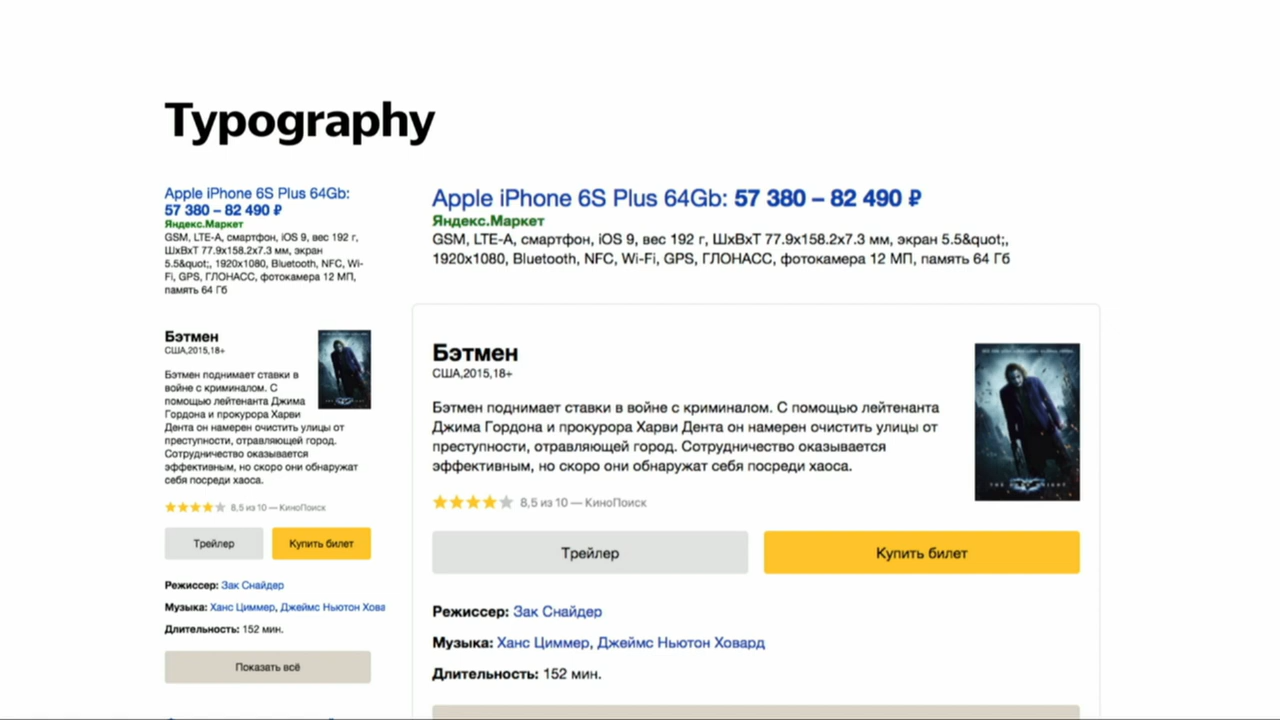 Typography
Apple iPhone 6S Plus 64Gb:
57 380 – 82 490 ₽
Яндекс.Маркет
GSM, LTE-A, смартфон, iOS 9, вес 192 г,
ШхВхТ 77.9x158.2x7.3 мм, экран
5.5&quot;, 1920x1080, Bluetooth, NFC, Wi-
Fi, GPS, ГЛОНАСС, фотокамера 12 МП,
память 64 Гб
Бэтмен
США,2015,18+
Бэтмен поднимает ставки в
войне с криминалом. С
помощью лейтенанта Джима
Гордона и прокурора Харви
Дента он намерен очистить улицы от
преступности, отравляющей город.
Сотрудничество оказывается
эффективным, но скоро они обнаружат
себя посреди хаоса.
8,5 из 10 — КиноПоиск
Трейлер
Купить билет
Режиссер: Зак Снайдер
Музыка: Ханс Циммер, Джеймс Ньютон Хова
Длительность: 152 мин.
Показать всё
Apple iPhone 6S Plus 64Gb: 57 380 – 82 490 ₽
Яндекс.Маркет
GSM, LTE-A, смартфон, iOS 9, вес 192 г, ШхВхТ 77.9x158.2x7.3 мм, экран 5.5&quot;,
1920x1080, Bluetooth, NFC, Wi-Fi, GPS, ГЛОНАСС, фотокамера 12 МП, память 64 Гб
Бэтмен
США,2015,18+
Бэтмен поднимает ставки в войне с криминалом. С помощью лейтенанта
Джима Гордона и прокурора Харви Дента он намерен очистить улицы от
преступности, отравляющей город. Сотрудничество оказывается
эффективным, но скоро они обнаружат себя посреди хаоса.
8,5 из 10 — КиноПоиск
Трейлер
Купить билет
Режиссер: Зак Снайдер
Музыка: Ханс Циммер, Джеймс Ньютон Ховард
Длительность: 152 мин.